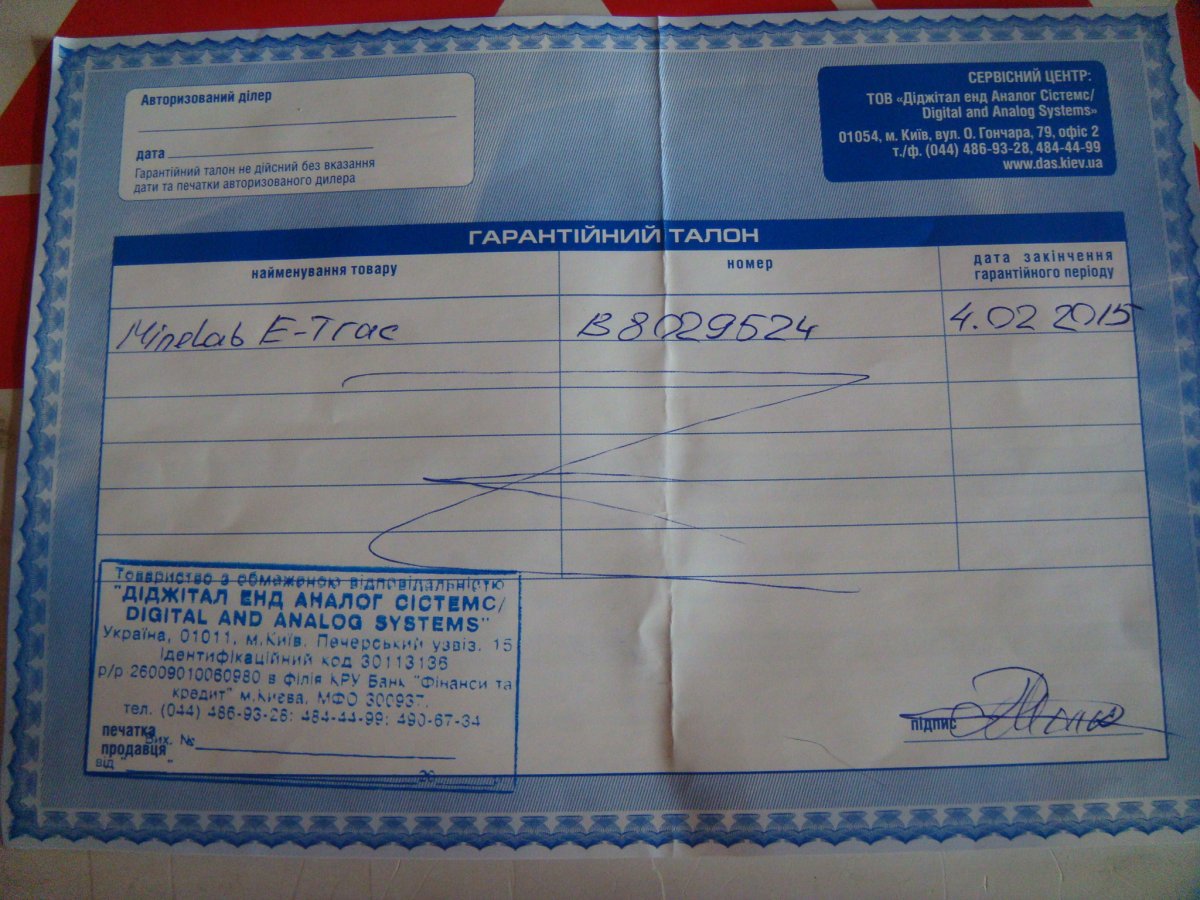 Авторизований ділер
дата
Гарантійний талон не дійсний без вказання
дати та печатки авторизованого дилера
СЕРВІСНИЙ ЦЕНТР:
ТОВ «Діджітал енд Аналог Сістемс/
Digital and Analog Systems»
01054, м. Київ, вул. О. Гончара, 79, офіс 2
т./ф. (044) 486-93-28, 484-44-99
www.das.kiev.ua
ГАРАНТІЙНИЙ ТАЛОН
найменування товару
номер
дата закінчення
гарантійного періоду
Minelab E-Trac
B8029524
4.02 2015
Товариство з обмеженою відповідальністю
"ДІДЖІТАЛ ЕНД АНАЛОГ СІСТЕМС/
DIGITAL AND ANALOG SYSTEMS"
Україна, 01011, м.Київ, Печерський узвіз, 15
Ідентифікаційний код 30113136
р/р 26009010060980 в філія КРУ Банк "Фінанси та
кредит" м.Києва, МФО 300937,
тел. (044) 486-93-28; 484-44-99; 490-67-34
печатка
продавця
Вих. №
від " "
20 р.
підпис